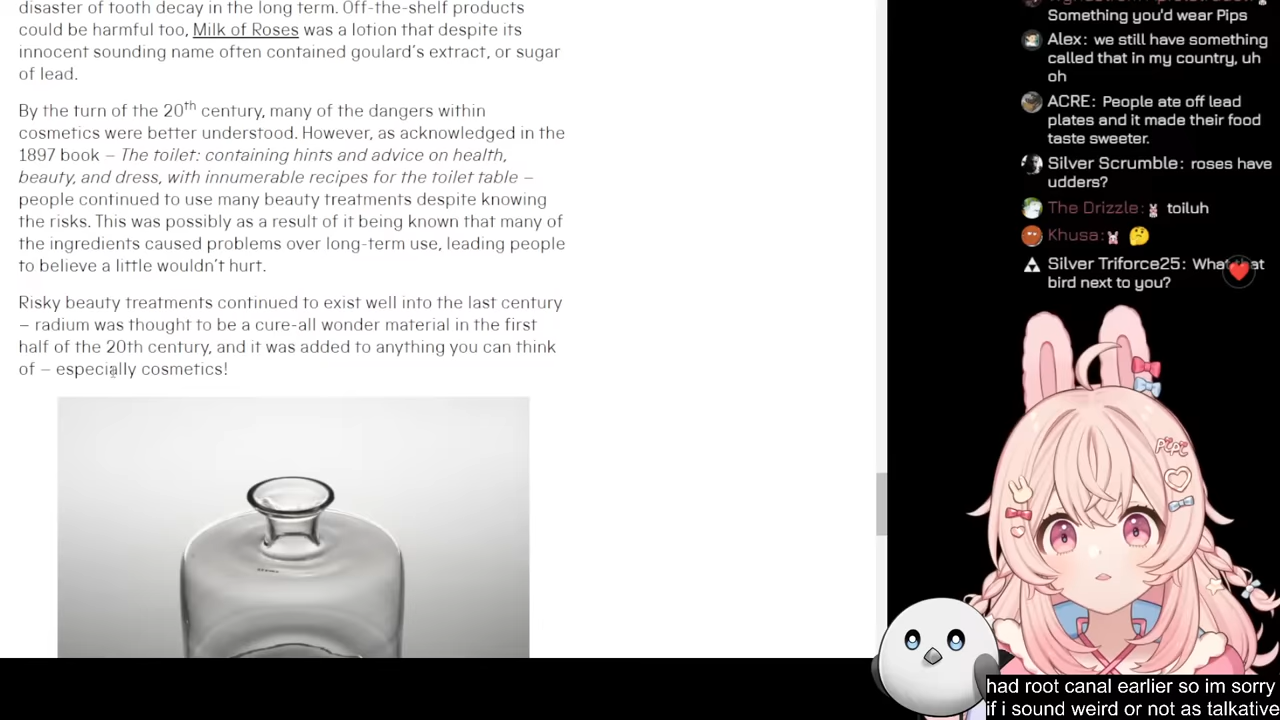 disaster of tooth decay in the long term. Off-the-shelf products
could be harmful too, Milk of Roses was a lotion that despite its
innocent sounding name often contained goulard's extract, or sugar
of lead.
By the turn of the 20th century, many of the dangers within
cosmetics were better understood. However, as acknowledged in the
1897 book – The toilet: containing hints and advice on health,
beauty, and dress, with innumerable recipes for the toilet table –
people continued to use many beauty treatments despite knowing
the risks. This was possibly as a result of it being known that many of
the ingredients caused problems over long-term use, leading people
to believe a little wouldn't hurt.
Risky beauty treatments continued to exist well into the last century
– radium was thought to be a cure-all wonder material in the first
half of the 20th century, and it was added to anything you can think
of – especially cosmetics!
Something you'd wear Pips
Alex: we still have something
called that in my country, uh
oh
ACRE: People ate off lead
plates and it made their food
taste sweeter.
Silver Scrumble: roses have
udders?
The Drizzle: toiluh
Khusa:
Silver Triforce25:
bird next to you?
PiPi
had root canal earlier so im sorry
if i sound weird or not as talkative